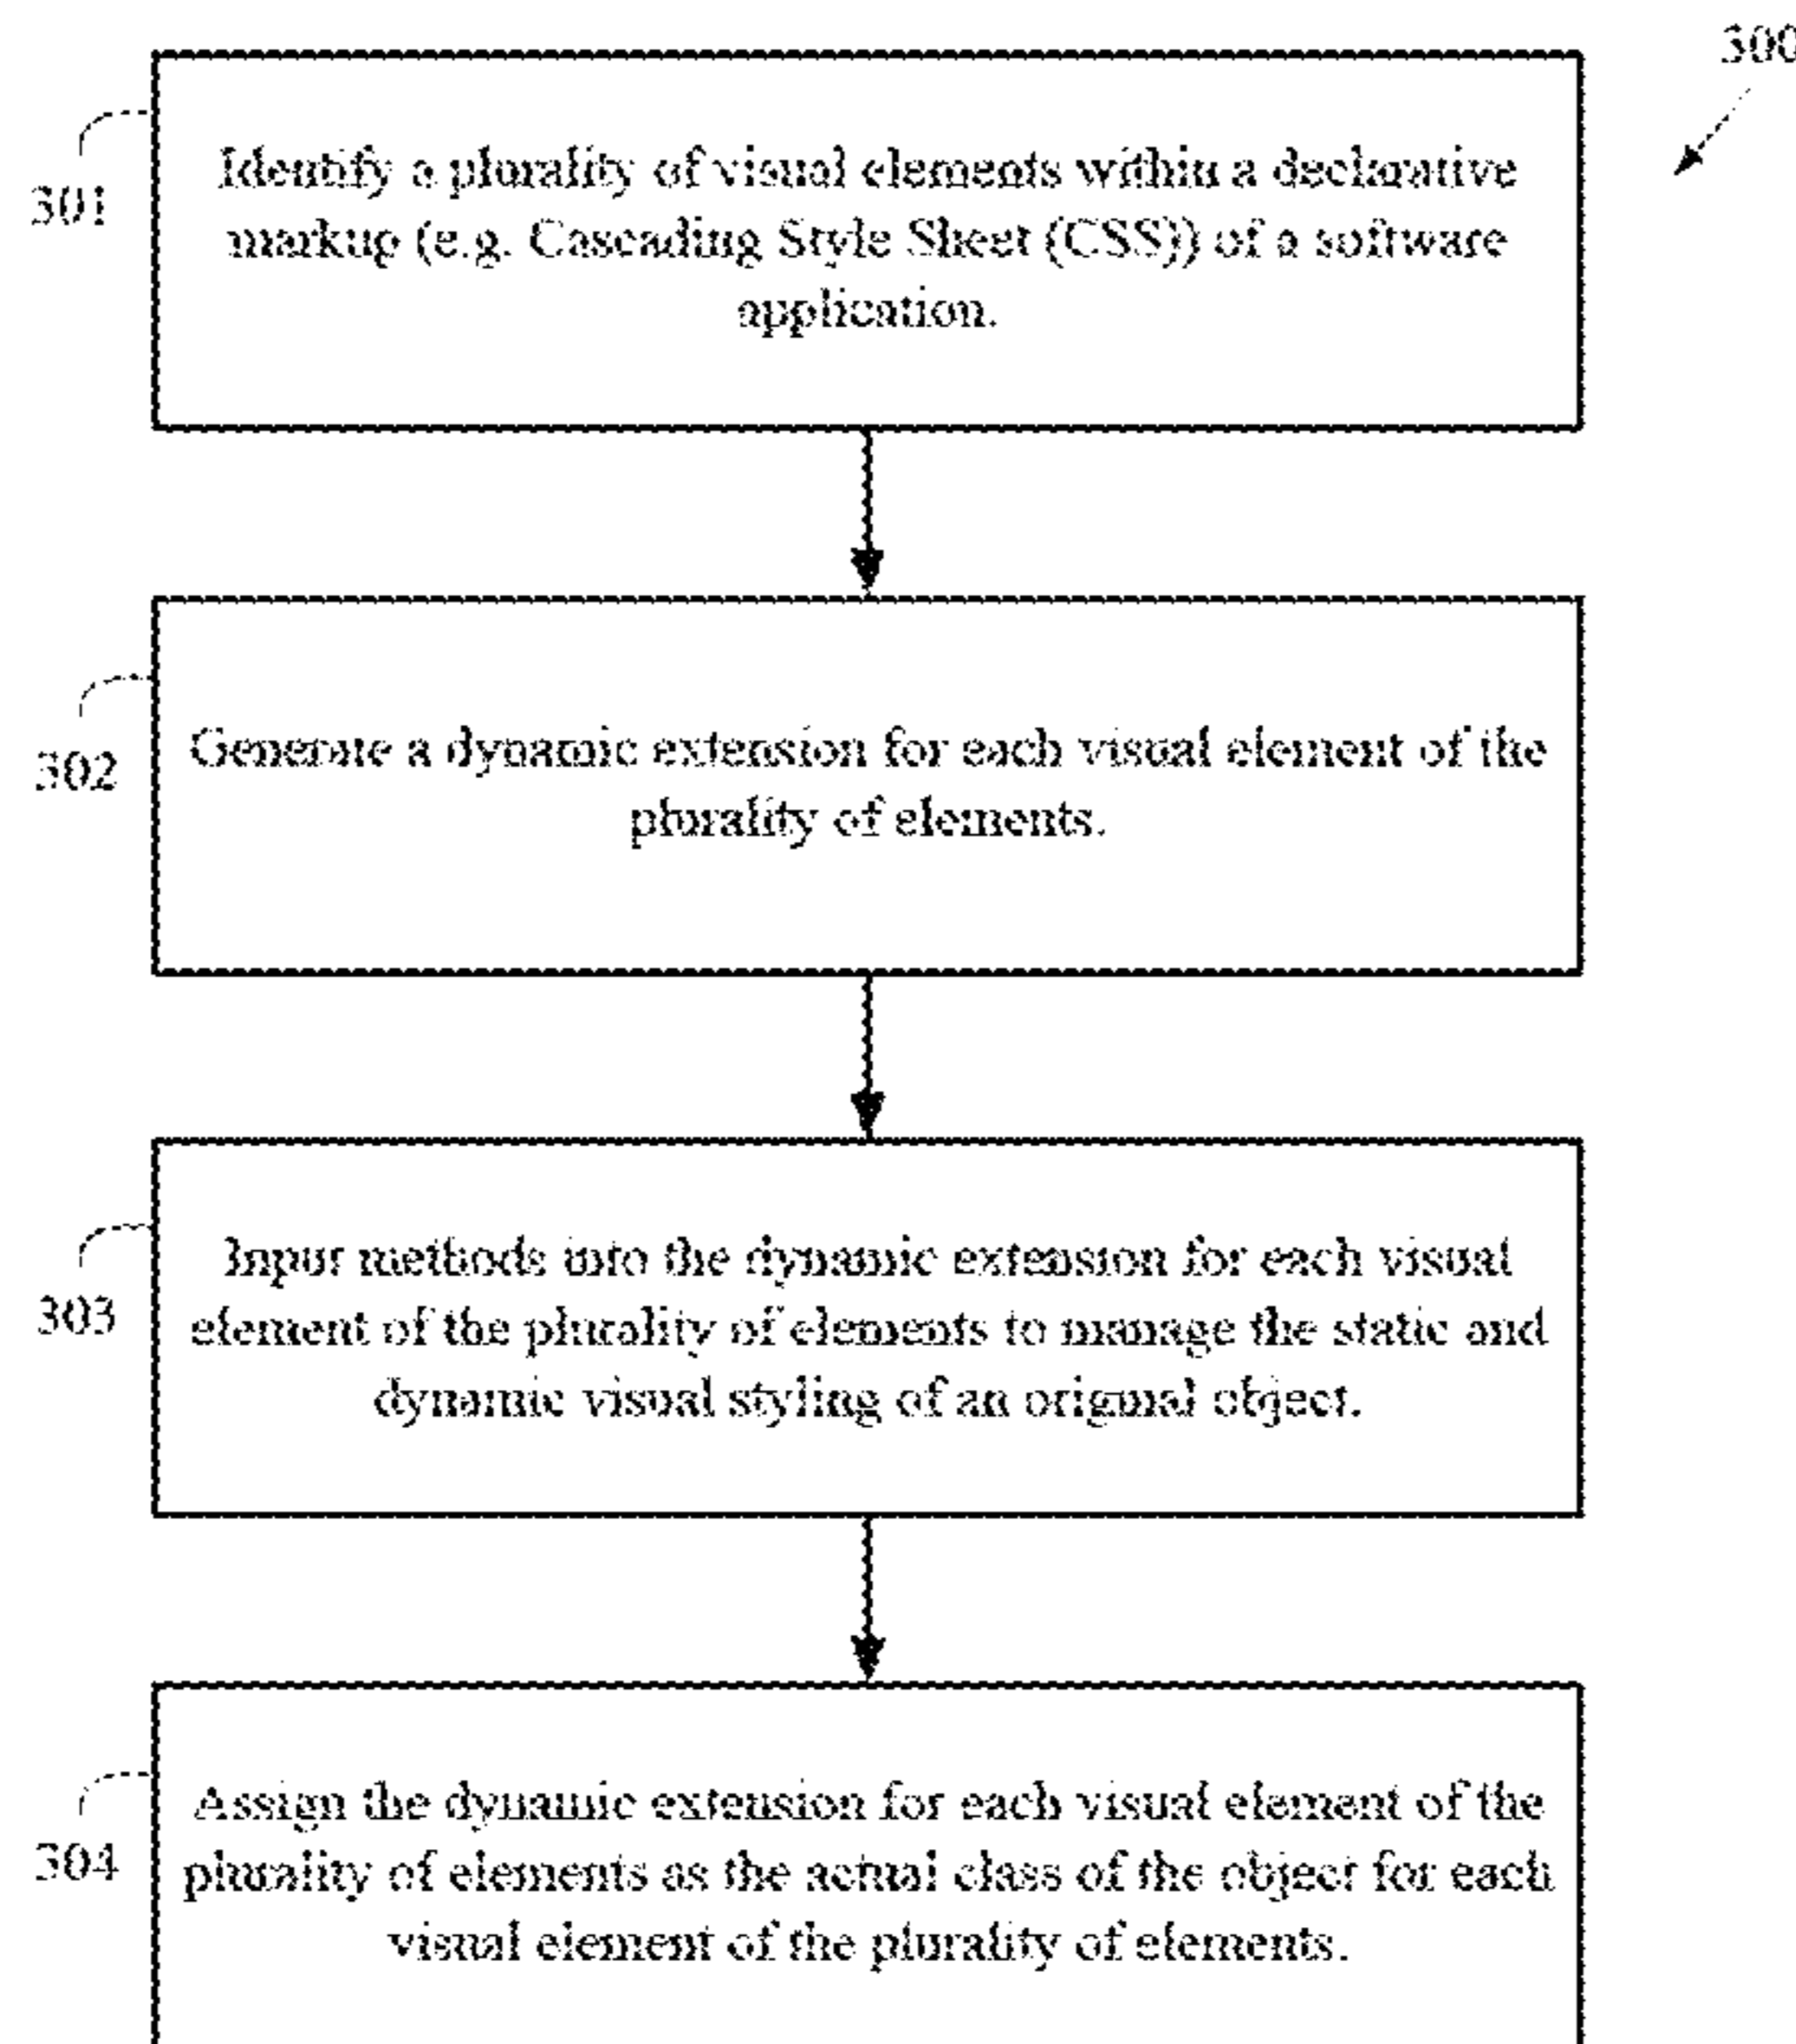 300
301
Identify a plurality of visual elements within a declarative
markup (e.g. Cascading Style Sheet (CSS)) of a software
application.
302
Generate a dynamic extension for each visual element of the
plurality of elements.
303
Input methods into the dynamic extension for each visual
element of the plurality of elements to manage the static and
dynamic visual styling of an original object.
304
Assign the dynamic extension for each visual element of the
plurality of elements as the actual class of the object for each
visual element of the plurality of elements.